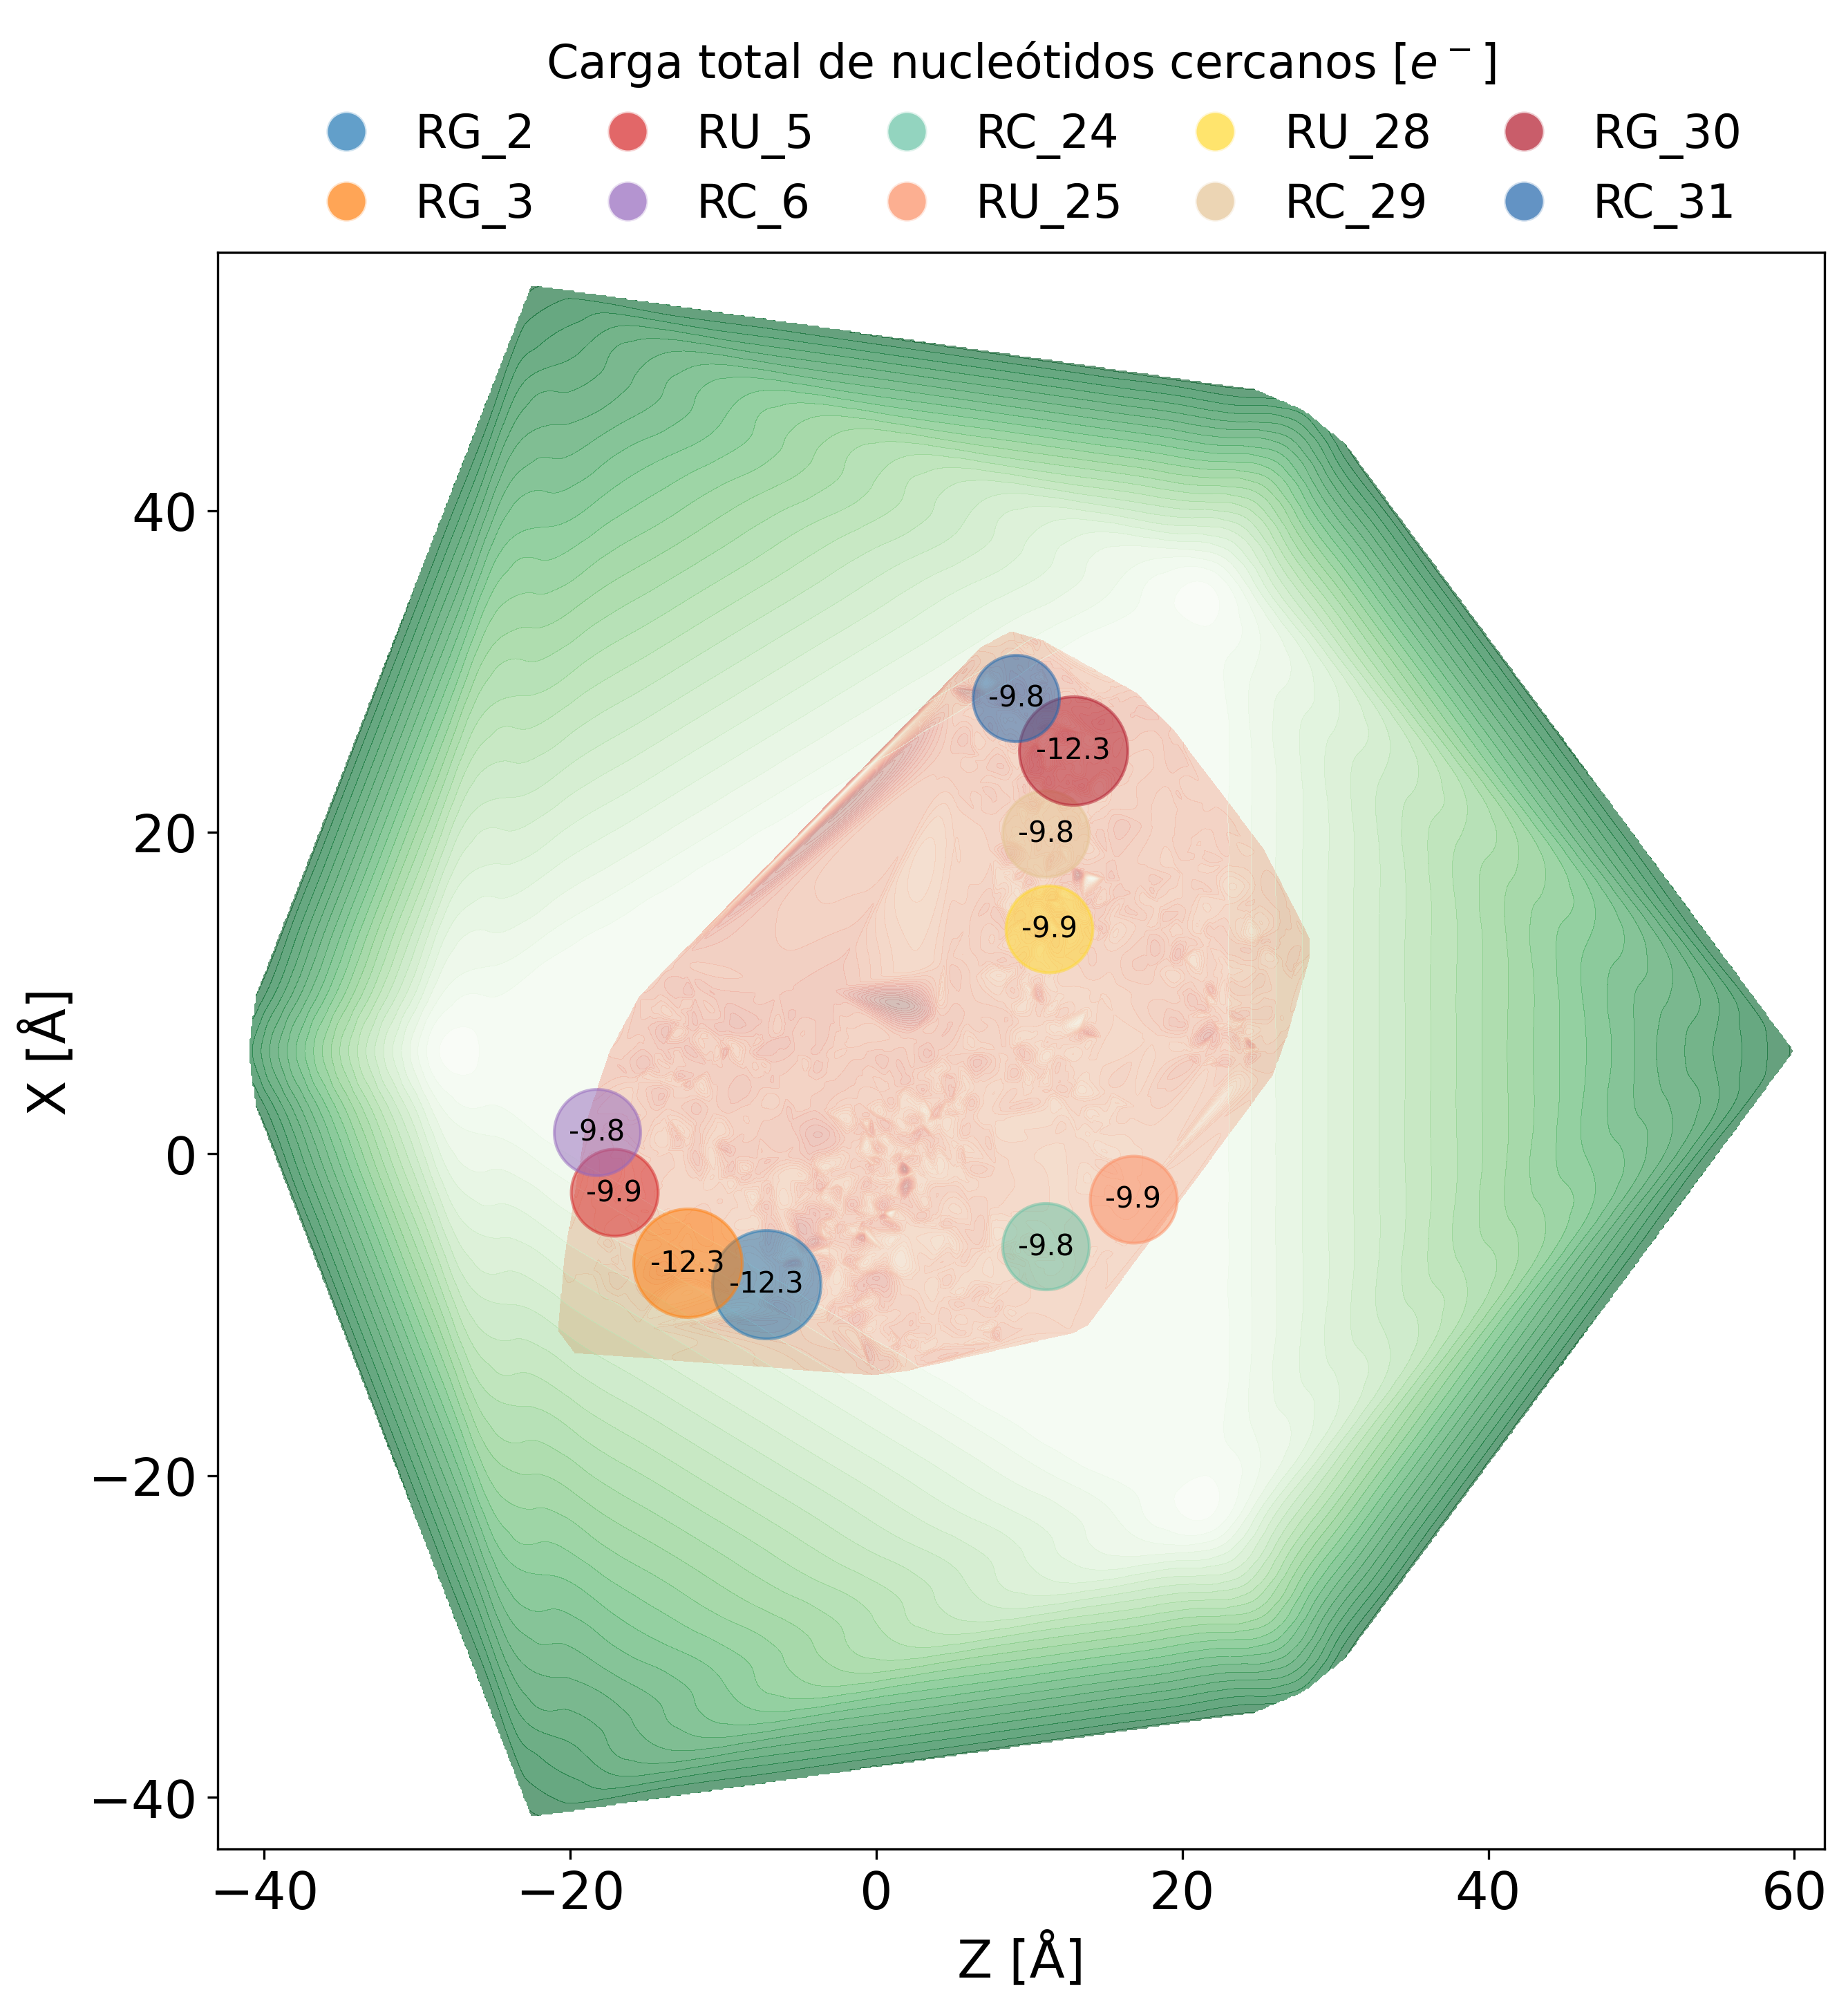 Carga total de nucleótidos cercanos [e⁻]
RG_2 RU_5 RC_24 RU_28 RG_30
RG_3 RC_6 RU_25 RC_29 RC_31
-9.8
-12.3
-9.8
-9.9
-9.8
-9.9
-12.3
-12.3
-9.8
-9.9
40
20
0
−20
−40
X [Å]
−40 −20 0 20 40 60
Z [Å]